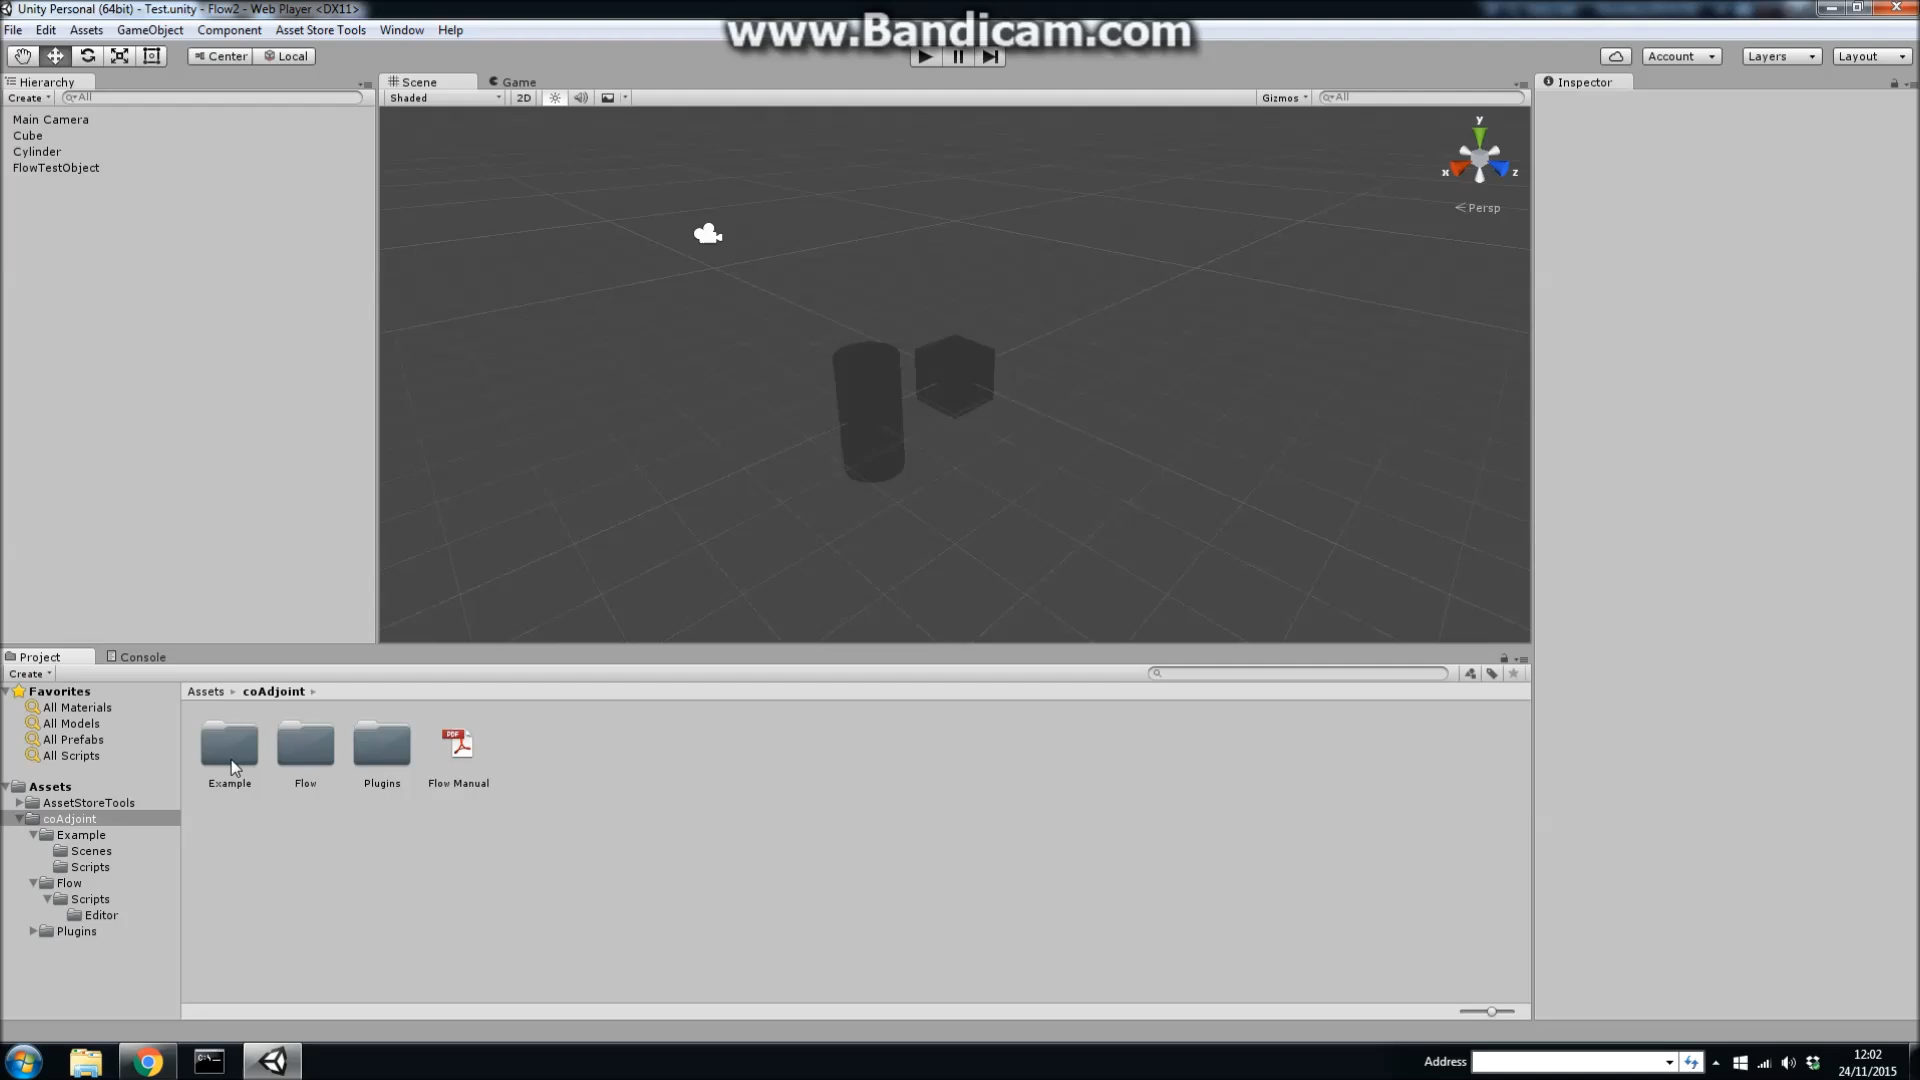 Unity Personal (64bit) - Test.unity - Flow2 - Web Player <DX11>
www.Bandicam.com
File Edit Assets GameObject Component Asset Store Tools Window Help
Center Local
Account Layers Layout
Hierarchy
Create All
Main Camera
Cube
Cylinder
FlowTestObject
Scene Game
Shaded 2D Gizmos All
y
x z
Persp
Inspector
Project Console
Create
Favorites
All Materials
All Models
All Prefabs
All Scripts
Assets
AssetStoreTools
coAdjoint
Example
Scenes
Scripts
Flow
Scripts
Editor
Plugins
Assets coAdjoint
PDF
Example Flow Plugins Flow Manual
C:\_
Address
12:02
24/11/2015